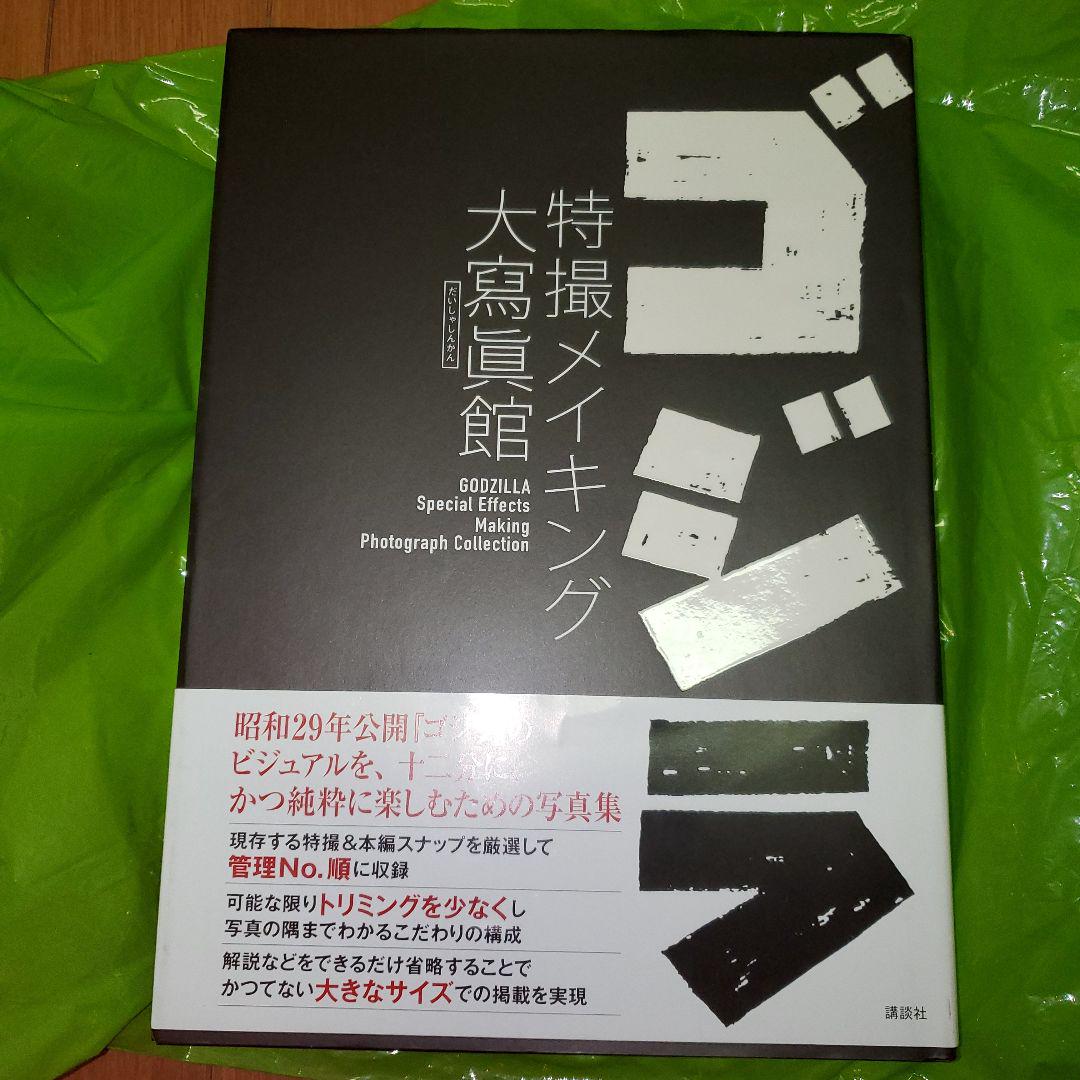 ゴジラ
特撮メイキング
大寫眞館
だいしゃしんかん
GODZILLA
Special Effects
Making
Photograph Collection
昭和29年公開『ゴ
ビジュアルを、十二分に
かつ純粋に楽しむための写真集
現存する特撮&本編スナップを厳選して
管理No.順に収録
可能な限りトリミングを少なくし
写真の隅までわかるこだわりの構成
解説などをできるだけ省略することで
かつてない大きなサイズでの掲載を実現
講談社